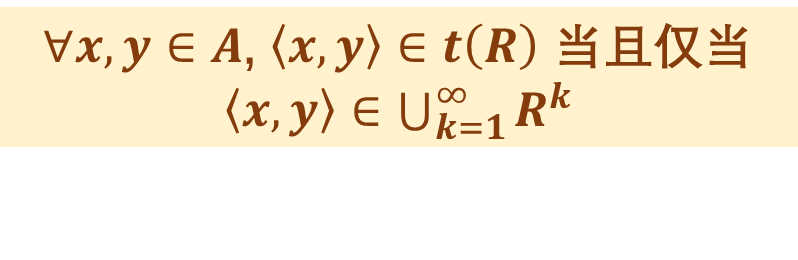 ∀x, y ∈ A, ⟨x, y⟩ ∈ t(R) 当且仅当
⟨x, y⟩ ∈ ⋃_{k=1}^{∞} R^k